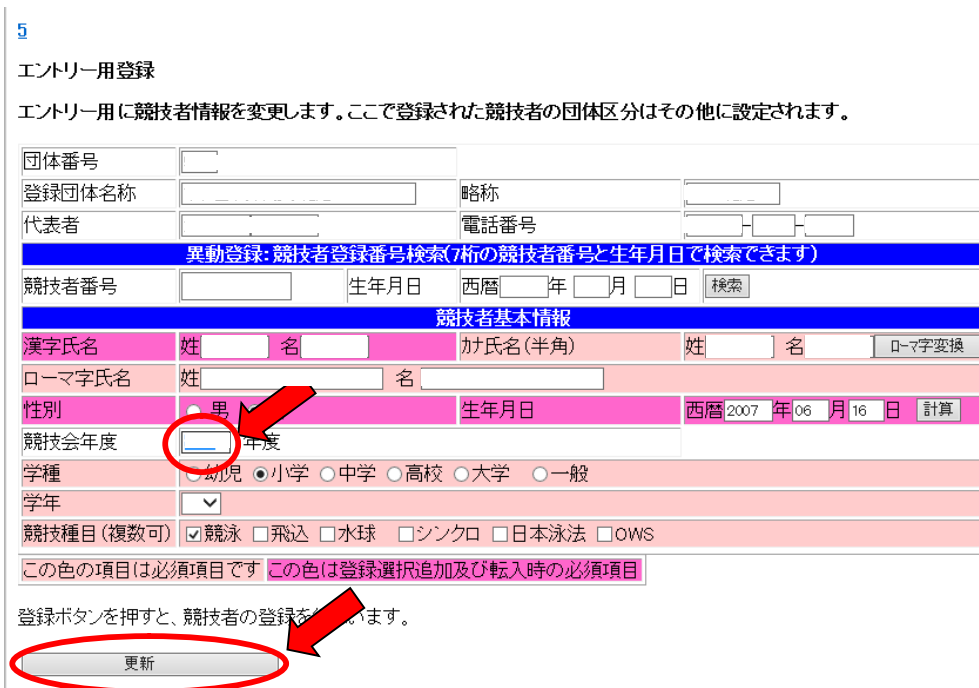 5
エントリー用登録
エントリー用に競技者情報を変更します。ここで登録された競技者の団体区分はその他に設定されます。
団体番号
登録団体名称 略称
代表者 電話番号 - -
異動登録:競技者登録番号検索(7桁の競技者番号と生年月日で検索できます)
競技者番号 生年月日 西暦 年 月 日 検索
競技者基本情報
漢字氏名 姓 名 カナ氏名(半角) 姓 名 ローマ字変換
ローマ字氏名 姓 名
性別 男 生年月日 西暦 2007 年 06 月 16 日 計算
競技会年度 年度
学種 幼児 小学 中学 高校 大学 一般
学年
競技種目(複数可) 競泳 飛込 水球 シンクロ 日本泳法 OWS
この色の項目は必須項目です この色は登録選択追加及び転入時の必須項目
登録ボタンを押すと、競技者の登録を います。
更新